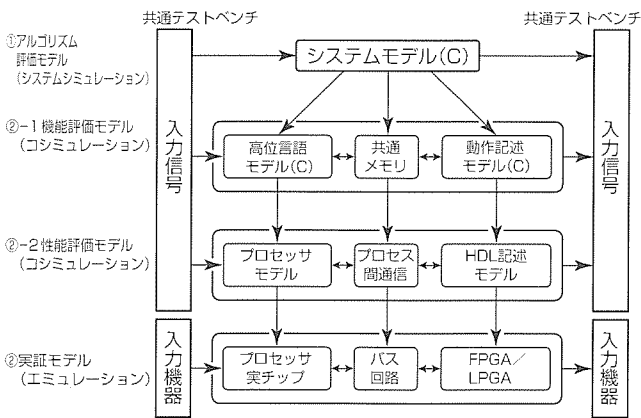 共通テストベンチ
共通テストベンチ
①アルゴリズム
評価モデル
(システムシミュレーション)
システムモデル(C)
入力信号
入力信号
②-1機能評価モデル
(コシミュレーション)
高位言語
モデル(C)
共通
メモリ
動作記述
モデル(C)
②-2性能評価モデル
(コシミュレーション)
プロセッサ
モデル
プロセス
間通信
HDL記述
モデル
②実証モデル
(エミュレーション)
入力機器
プロセッサ
実チップ
バス
回路
FPGA/
LPGA
入力機器